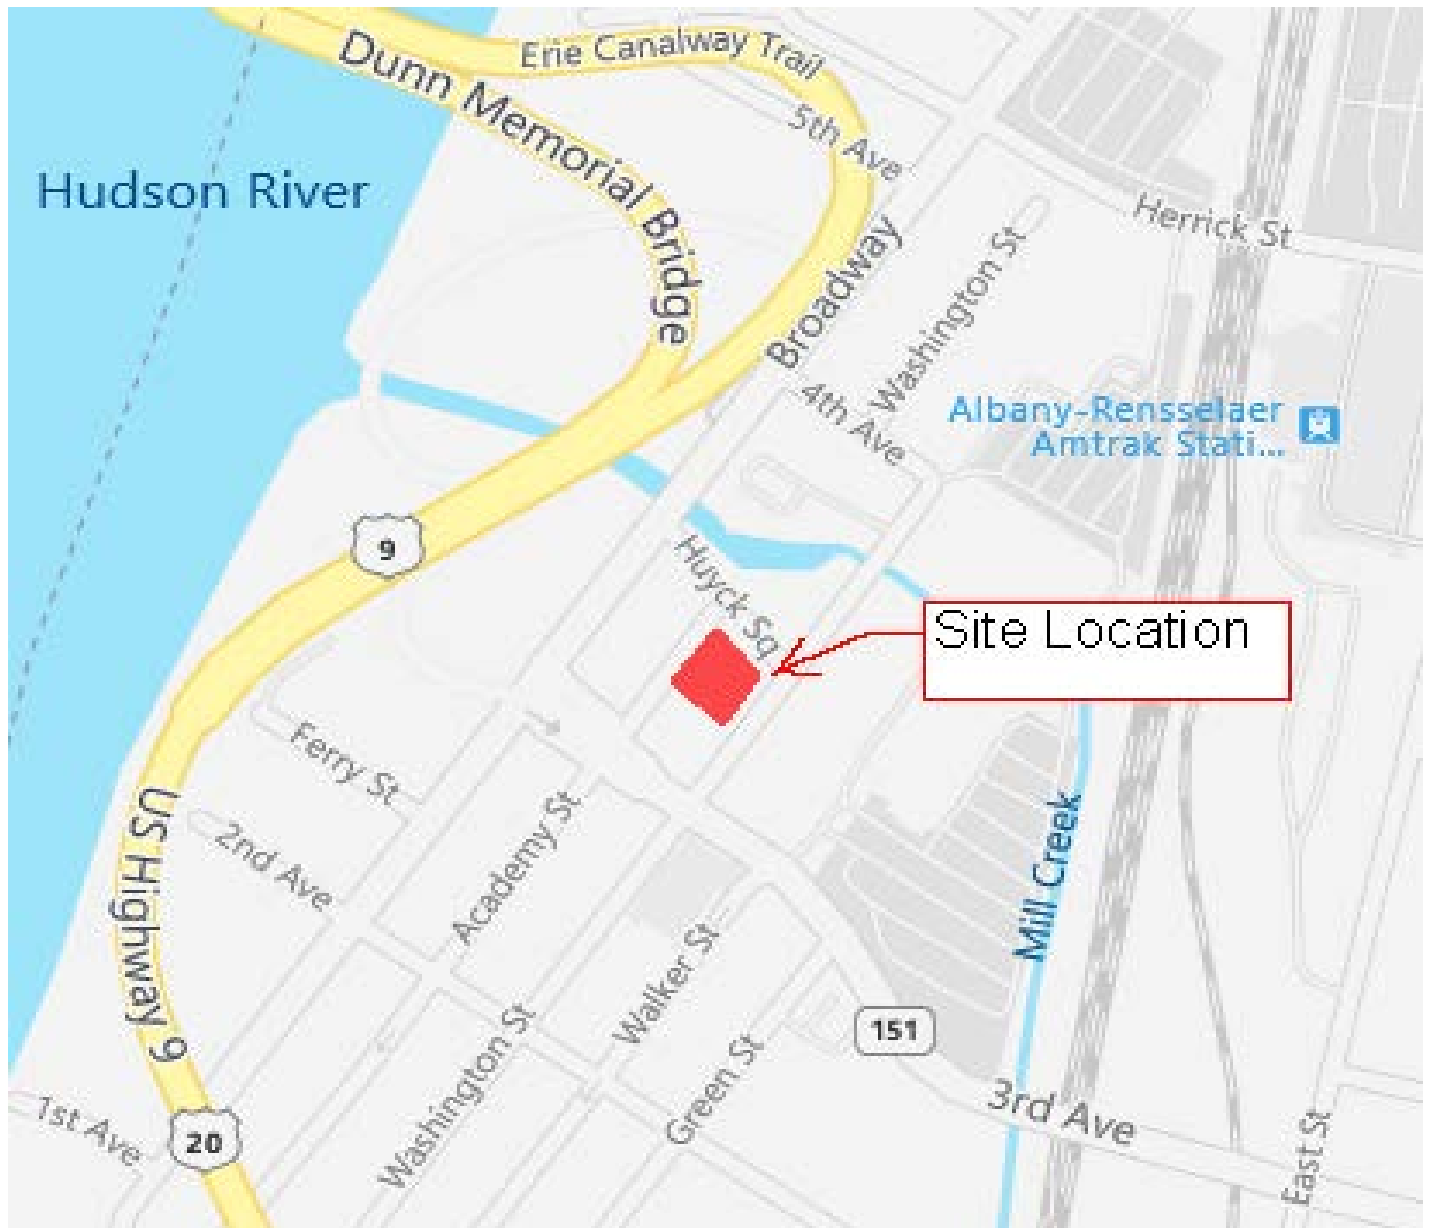 Erie Canalway Trail
Dunn Memorial Bridge
5th Ave
Hudson River
Herrick St
Broadway
Washington St
4th Ave
Albany-Rensselaer
Amtrak Stati...
9
Huyck Sq
Site Location
Ferry St
US Highway 9
2nd Ave
Academy St
Mill Creek
Walker St
151
Washington St
Green St
3rd Ave
1st Ave
20
East St